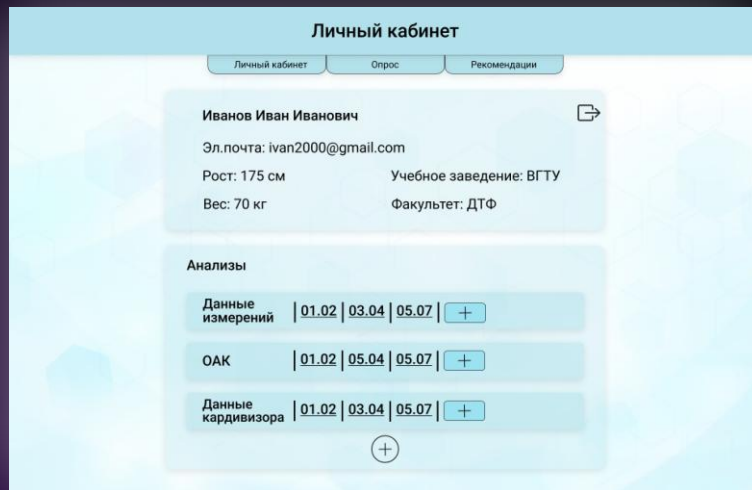 Личный кабинет
Личный кабинет Опрос Рекомендации
Иванов Иван Иванович
Эл.почта: ivan2000@gmail.com
Рост: 175 см Учебное заведение: ВГТУ
Вес: 70 кг Факультет: ДТФ
Анализы
Данные
измерений | 01.02 | 03.04 | 05.07 | +
ОАК | 01.02 | 05.04 | 05.07 | +
Данные
кардивизора | 01.02 | 03.04 | 05.07 | +
+